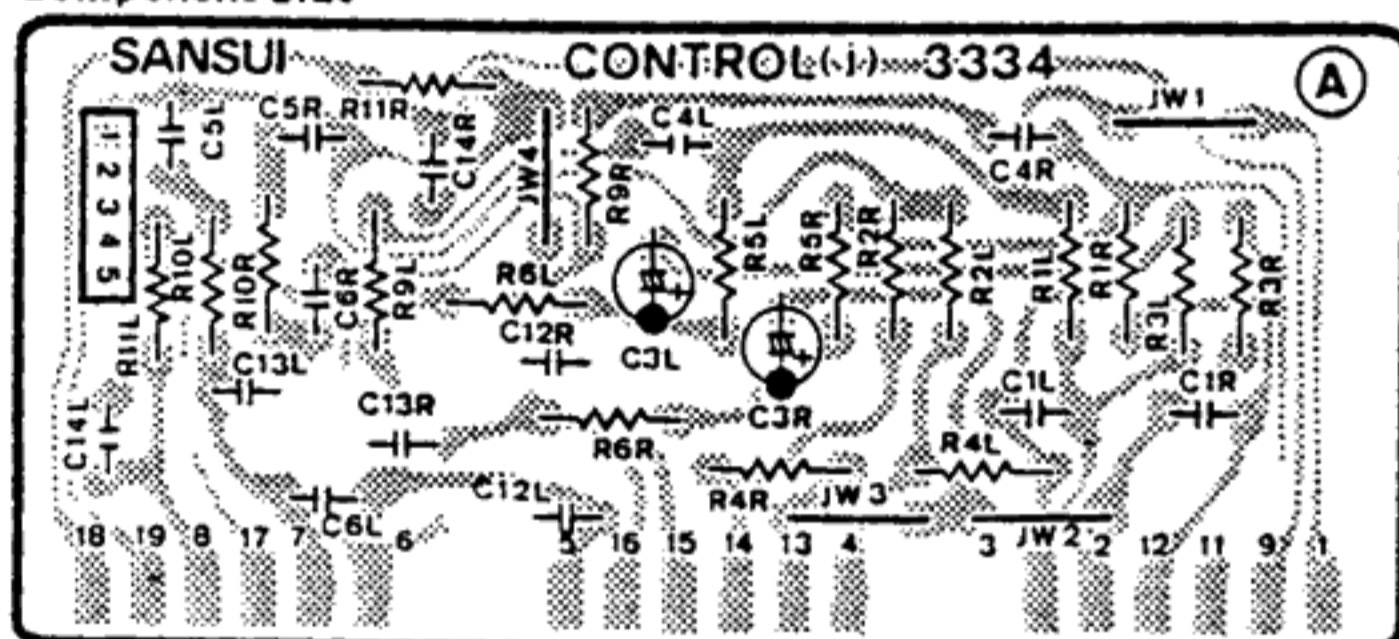 Component Side
SANSUI CONTROL(j) 3334 A
JW1
C5L C5R R11R C14R JW4 R9R C4L C4R
1 2 3 4 5
R10L R10R C6R R9L R6L R5L R5R R2R R2L R1L R1R R3L R3R
R11L C13L C12R C3L
C14L C13R R6R C3R C1L C1R
R4R R4L
C6L C12L JW3 JW2
18 19 8 17 7 6 5 16 15 14 13 4 3 2 12 11 9 1